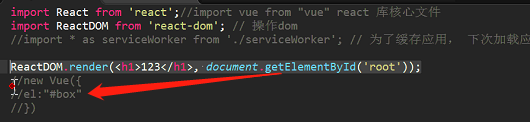 import React from 'react';//import vue from "vue" react 库核心文件
import ReactDOM from 'react-dom'; // 操作dom
//import * as serviceWorker from './serviceWorker'; // 为了缓存应用， 下次加载应
ReactDOM.render(<h1>123</h1>, document.getElementById('root'));
//new Vue({
//el:"#box"
//})